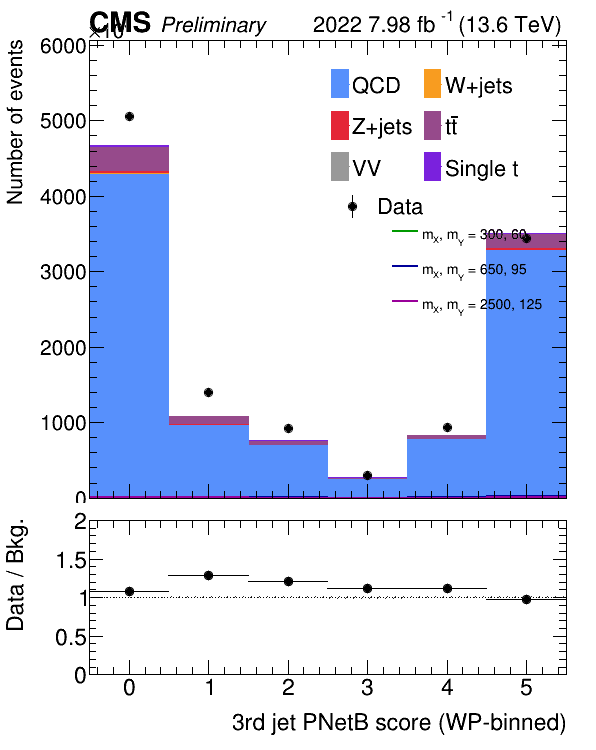 CMS Preliminary 2022 7.98 fb⁻¹ (13.6 TeV)
Number of events
6000
5000
4000
3000
2000
1000
0
QCD W+jets
Z+jets tt̄
VV Single t
Data
m_X, m_Y = 300, 60
m_X, m_Y = 650, 95
m_X, m_Y = 2500, 125
Data / Bkg.
2
1.5
1
0.5
0
0 1 2 3 4 5
3rd jet PNetB score (WP-binned)